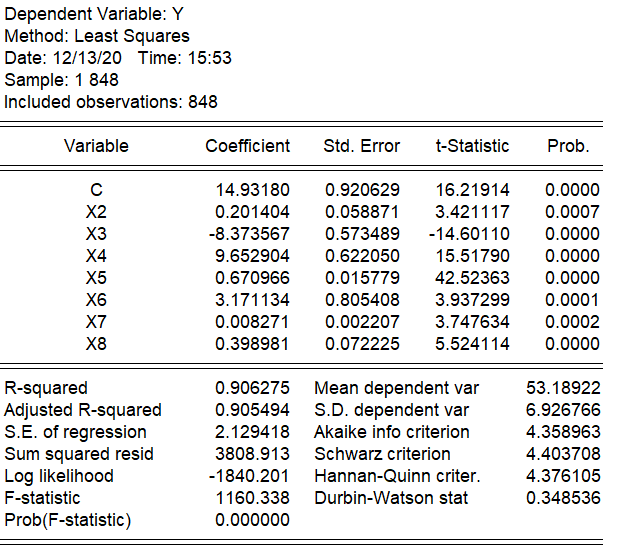 Dependent Variable: Y
Method: Least Squares
Date: 12/13/20 Time: 15:53
Sample: 1 848
Included observations: 848
Variable Coefficient Std. Error t-Statistic Prob.
C 14.93180 0.920629 16.21914 0.0000
X2 0.201404 0.058871 3.421117 0.0007
X3 -8.373567 0.573489 -14.60110 0.0000
X4 9.652904 0.622050 15.51790 0.0000
X5 0.670966 0.015779 42.52363 0.0000
X6 3.171134 0.805408 3.937299 0.0001
X7 0.008271 0.002207 3.747634 0.0002
X8 0.398981 0.072225 5.524114 0.0000
R-squared 0.906275 Mean dependent var 53.18922
Adjusted R-squared 0.905494 S.D. dependent var 6.926766
S.E. of regression 2.129418 Akaike info criterion 4.358963
Sum squared resid 3808.913 Schwarz criterion 4.403708
Log likelihood -1840.201 Hannan-Quinn criter. 4.376105
F-statistic 1160.338 Durbin-Watson stat 0.348536
Prob(F-statistic) 0.000000